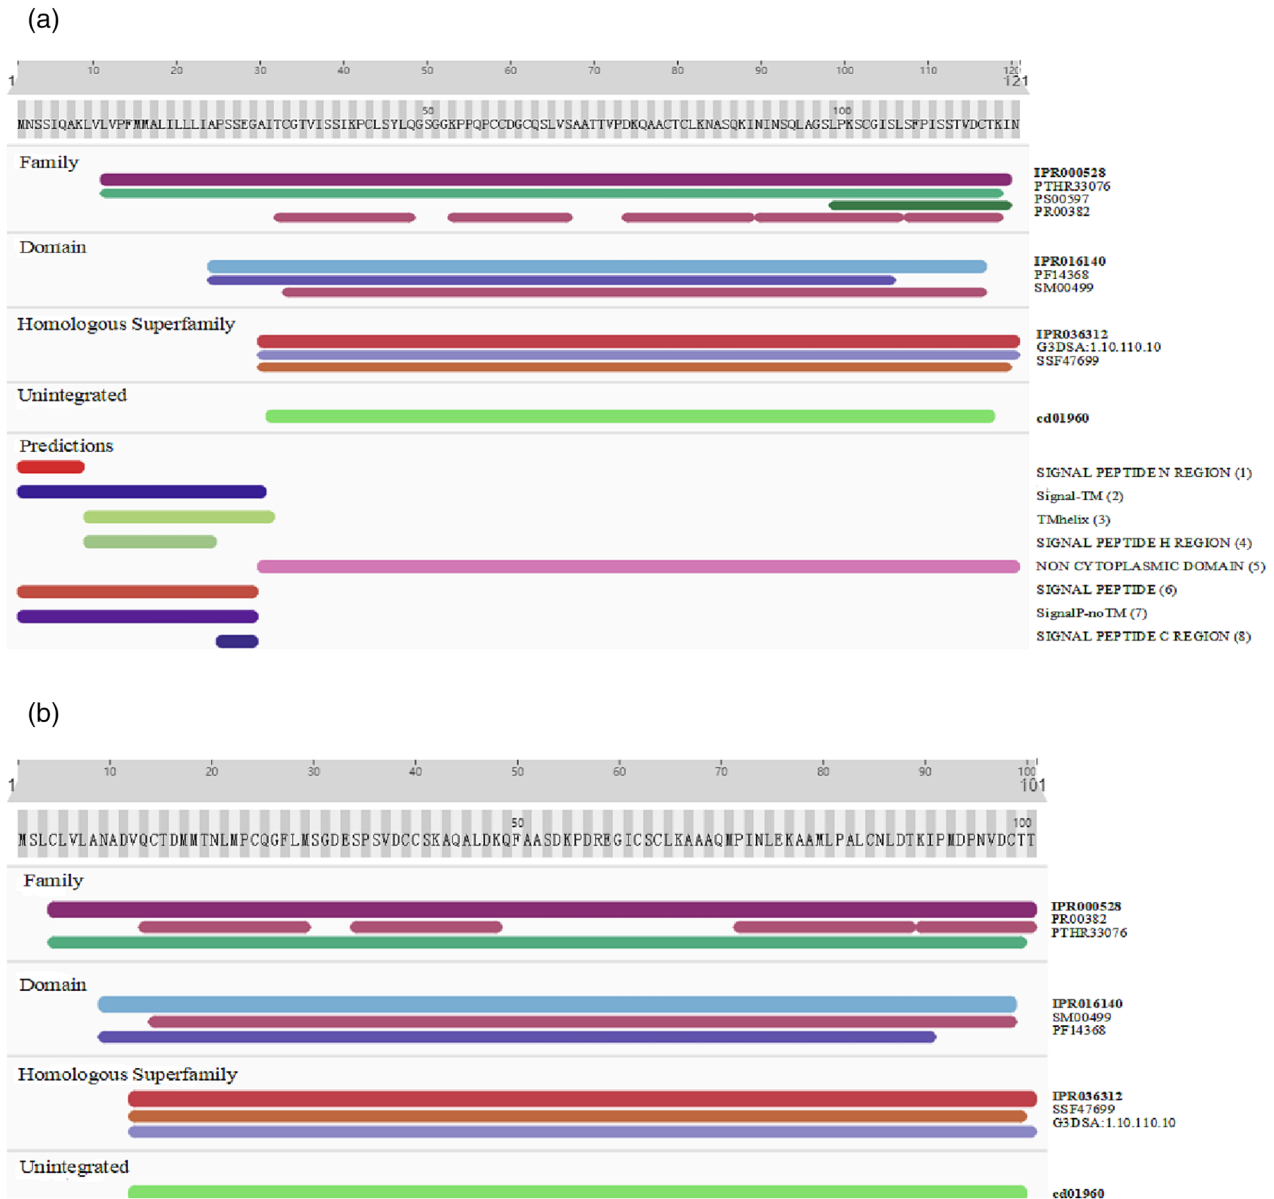 (a)
10 20 30 40 50 60 70 80 90 100 110 120
1 121
50 100
MNSSIQAKLVLVPFMMALILLLIAPSSEGAITCGTVISSIKPCLSYLQGSGGKPPQPCCDGCQSLVSAATTVPDKQAACTCLKNASQKININSQLAGSLPKSCGISLSFPISSTVDCTKIN
Family
IPR000528
PTHR33076
PS00597
PR00382
Domain
IPR016140
PF14368
SM00499
Homologous Superfamily
IPR036312
G3DSA:1.10.110.10
SSF47699
Unintegrated
cd01960
Predictions
SIGNAL PEPTIDE N REGION (1)
Signal-TM (2)
TMhelix (3)
SIGNAL PEPTIDE H REGION (4)
NON CYTOPLASMIC DOMAIN (5)
SIGNAL PEPTIDE (6)
SignalP-noTM (7)
SIGNAL PEPTIDE C REGION (8)
(b)
10 20 30 40 50 60 70 80 90 100
1 101
50 100
MSLCLVLANADVQCTDMMTNLMPCQGFLMSGDESPSVDCCSKAQALDKQFAASDKPDREGICSCLKAAAQMPINLEKAAMLPALCNLDTKIPMDPNVDCTT
Family
IPR000528
PR00382
PTHR33076
Domain
IPR016140
SM00499
PF14368
Homologous Superfamily
IPR036312
SSF47699
G3DSA:1.10.110.10
Unintegrated
cd01960